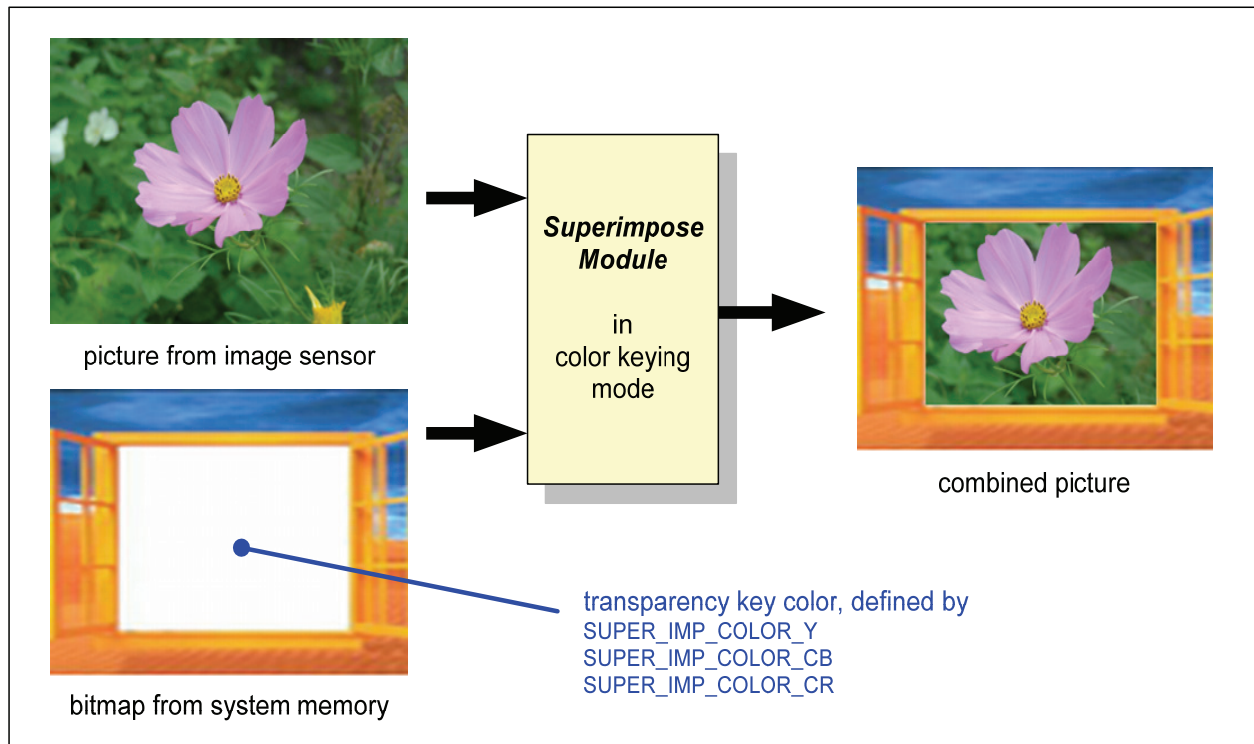 picture from image sensor
bitmap from system memory
Superimpose
Module
in
color keying
mode
combined picture
transparency key color, defined by
SUPER_IMP_COLOR_Y
SUPER_IMP_COLOR_CB
SUPER_IMP_COLOR_CR